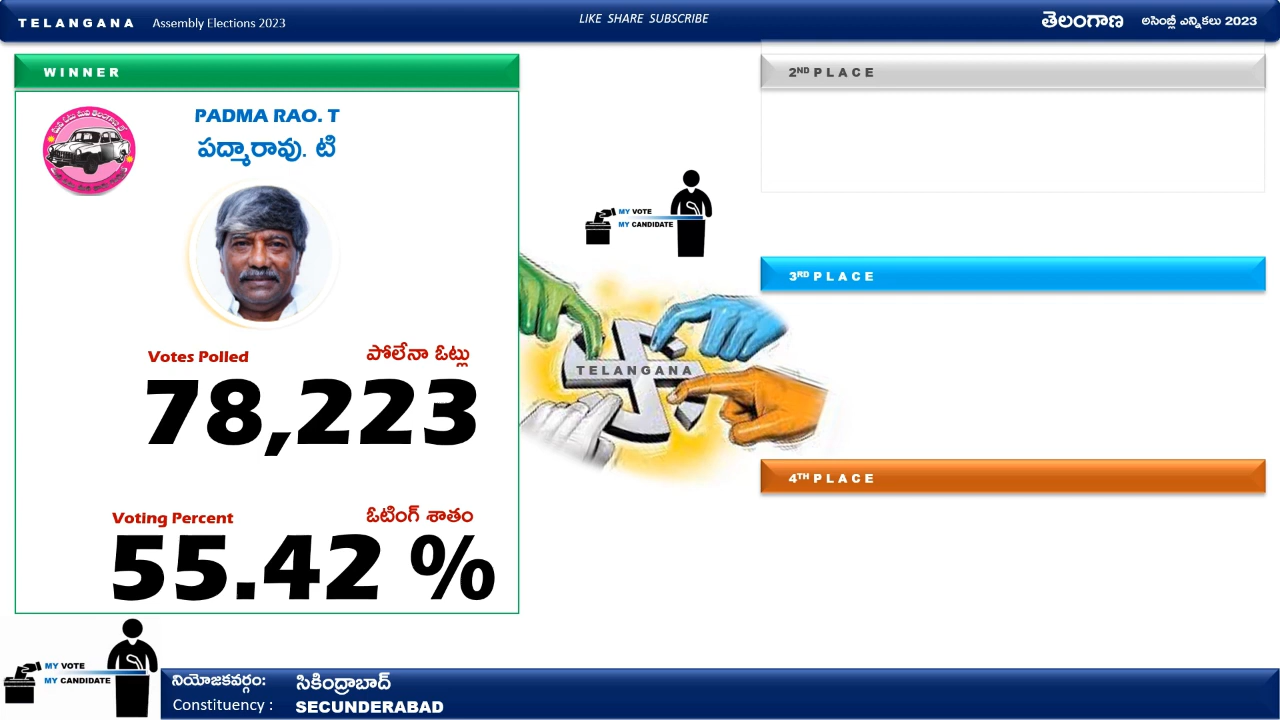 TELANGANA Assembly Elections 2023
LIKE SHARE SUBSCRIBE
తెలంగాణ అసెంబ్లీ ఎన్నికలు 2023
WINNER
PADMA RAO. T
పద్మారావు. టి
Votes Polled పోలేనా ఓట్లు
78,223
Voting Percent ఓటింగ్ శాతం
55.42 %
MY VOTE
MY CANDIDATE
TELANGANA
2ND PLACE
3RD PLACE
4TH PLACE
MY VOTE
MY CANDIDATE
నియోజకవర్గం: సికింద్రాబాద్
Constituency : SECUNDERABAD